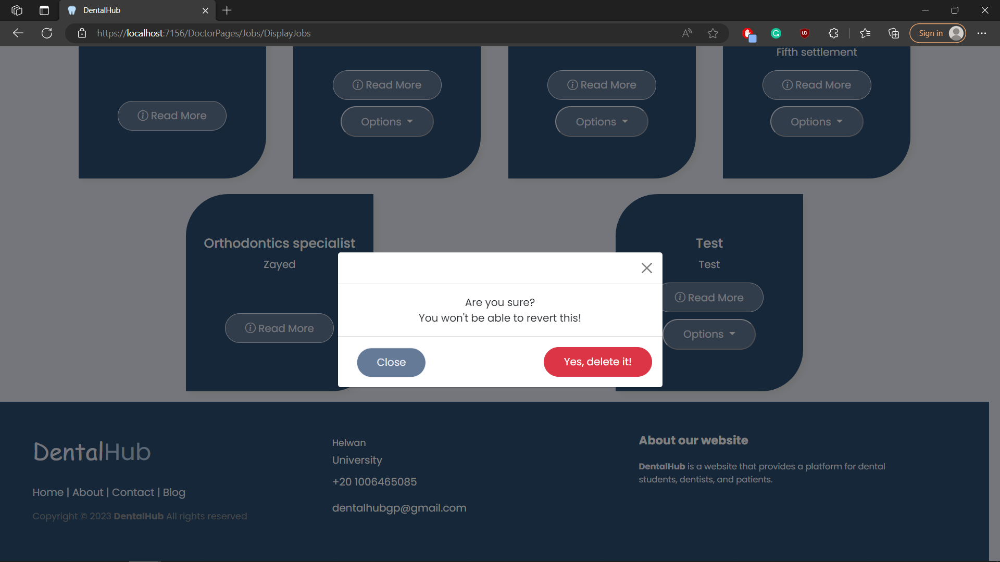 DentalHub
https://localhost:7156/DoctorPages/Jobs/DisplayJobs
Sign in
Fifth settlement
Read More
Read More
Read More
Read More
Options
Options
Options
Orthodontics specialist
Zayed
Read More
Test
Test
Read More
Options
Are you sure?
You won't be able to revert this!
Close
Yes, delete it!
DentalHub
Home | About | Contact | Blog
Copyright © 2023 DentalHub All rights reserved
Helwan
University
+20 1006465085
dentalhubgp@gmail.com
About our website
DentalHub is a website that provides a platform for dental
students, dentists, and patients.